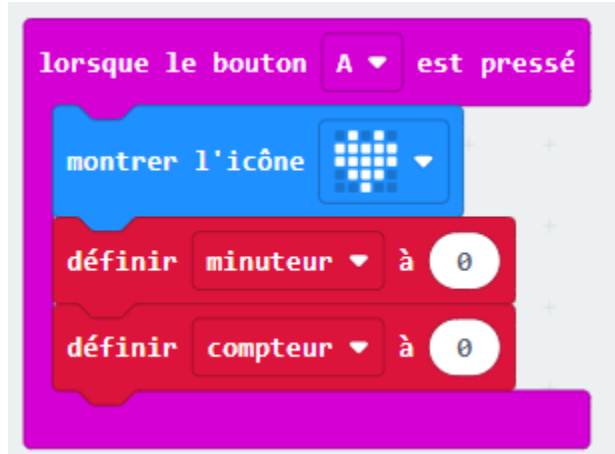 lorsque le bouton A est pressé
montrer l'icône
définir minuteur à 0
définir compteur à 0